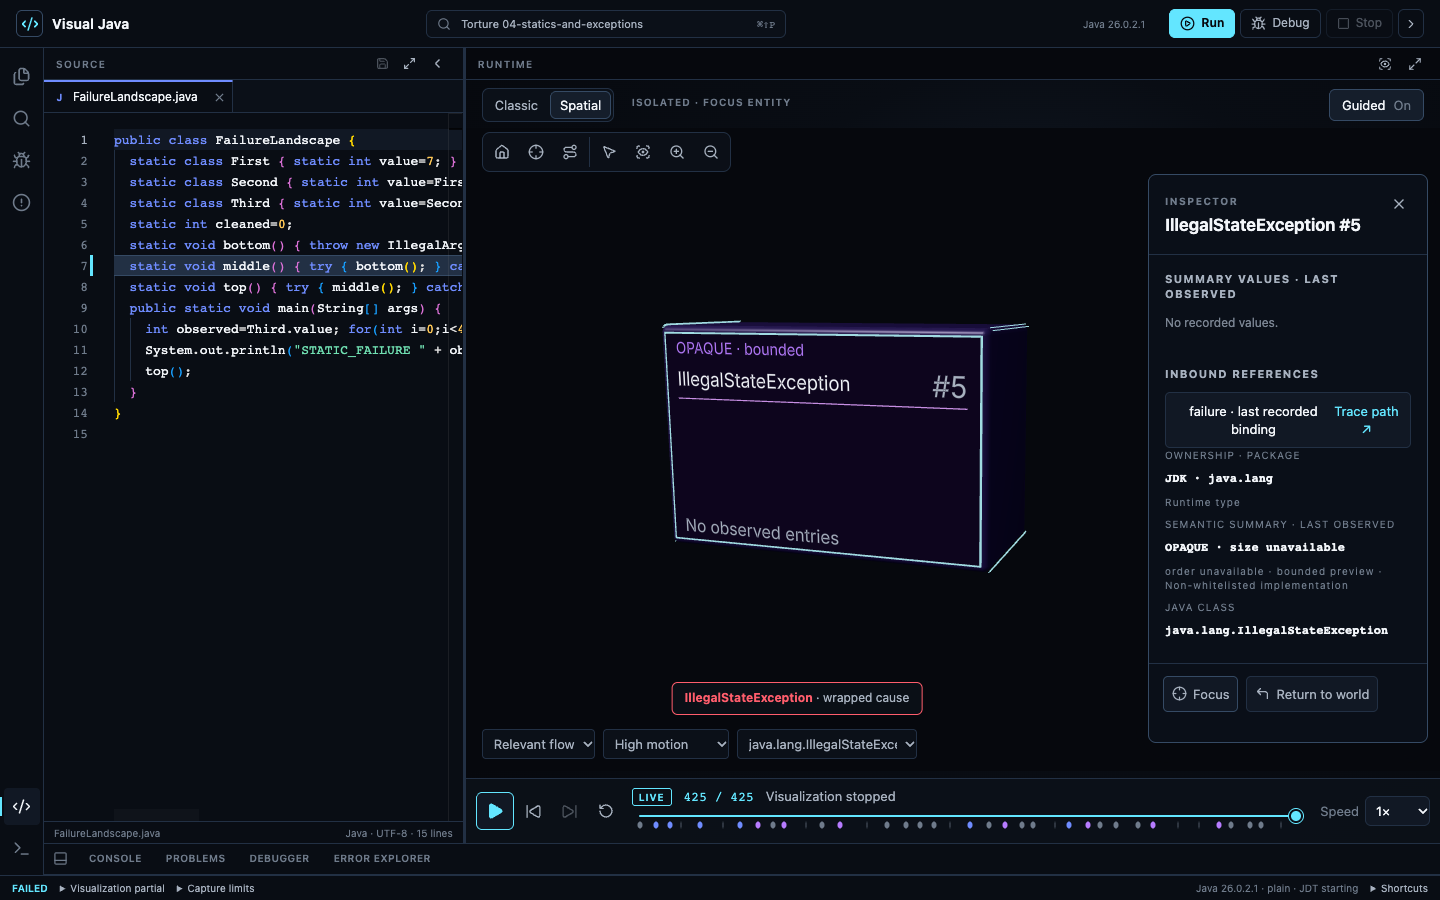 Visual Java
Torture 04-statics-and-exceptions
⌘⇧P
Java 26.0.2.1
Run
Debug
Stop
SOURCE
RUNTIME
J FailureLandscape.java
Classic
Spatial
ISOLATED · FOCUS ENTITY
Guided On
1 public class FailureLandscape {
2 static class First { static int value=7; }
3 static class Second { static int value=Firs
4 static class Third { static int value=Secon
5 static int cleaned=0;
6 static void bottom() { throw new IllegalArg
7 static void middle() { try { bottom(); } ca
8 static void top() { try { middle(); } catch
9 public static void main(String[] args) {
10 int observed=Third.value; for(int i=0;i<4
11 System.out.println("STATIC_FAILURE " + ob
12 top();
13 }
14 }
15
OPAQUE · bounded
IllegalStateException #5
No observed entries
INSPECTOR
IllegalStateException #5
SUMMARY VALUES · LAST
OBSERVED
No recorded values.
INBOUND REFERENCES
failure · last recorded
binding
Trace path
↗
OWNERSHIP · PACKAGE
JDK · java.lang
Runtime type
SEMANTIC SUMMARY · LAST OBSERVED
OPAQUE · size unavailable
order unavailable · bounded preview ·
Non-whitelisted implementation
JAVA CLASS
java.lang.IllegalStateException
Focus
Return to world
IllegalStateException · wrapped cause
Relevant flow
High motion
java.lang.IllegalStateExc
LIVE 425 / 425 Visualization stopped
Speed 1×
FailureLandscape.java
Java · UTF-8 · 15 lines
CONSOLE
PROBLEMS
DEBUGGER
ERROR EXPLORER
FAILED
Visualization partial
Capture limits
Java 26.0.2.1 · plain · JDT starting
Shortcuts